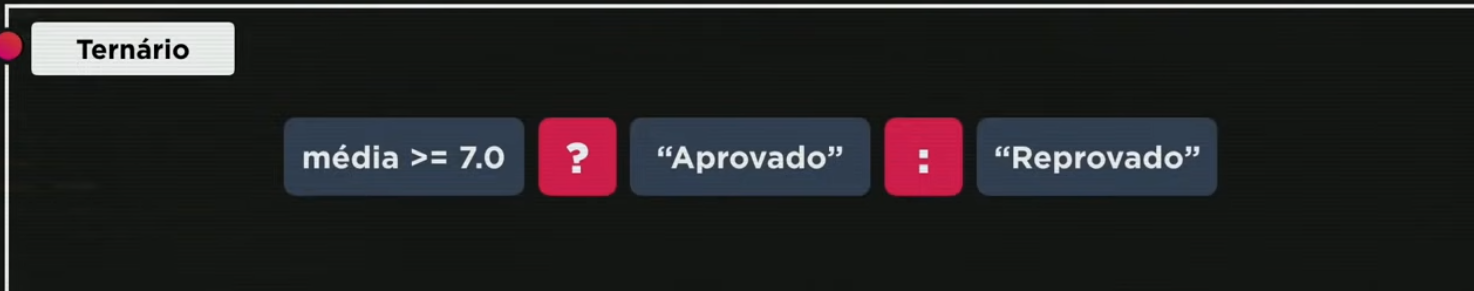 Ternário
média >= 7.0 ? “Aprovado” : “Reprovado”